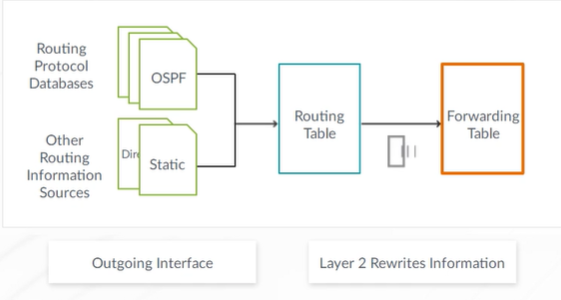 Routing
Protocol
Databases
OSPF
Other
Routing
Information
Sources
Static
Routing
Table
Forwarding
Table
Outgoing Interface
Layer 2 Rewrites Information